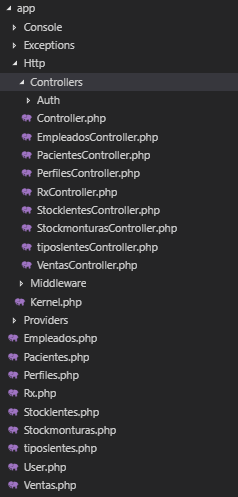 app
Console
Exceptions
Http
Controllers
Auth
Controller.php
EmpleadosController.php
PacientesController.php
PerfilesController.php
RxController.php
StocklentesController.php
StockmonturasController.php
tiposlentesController.php
VentasController.php
Middleware
Kernel.php
Providers
Empleados.php
Pacientes.php
Perfiles.php
Rx.php
Stocklentes.php
Stockmonturas.php
tiposlentes.php
User.php
Ventas.php